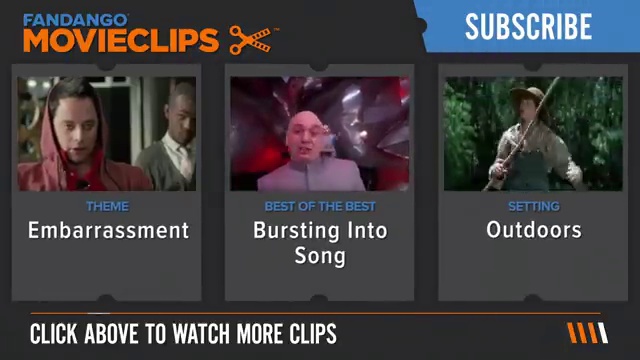 FANDANGO
MOVIECLIPS
SUBSCRIBE
THEME
Embarrassment
BEST OF THE BEST
Bursting Into
Song
SETTING
Outdoors
CLICK ABOVE TO WATCH MORE CLIPS